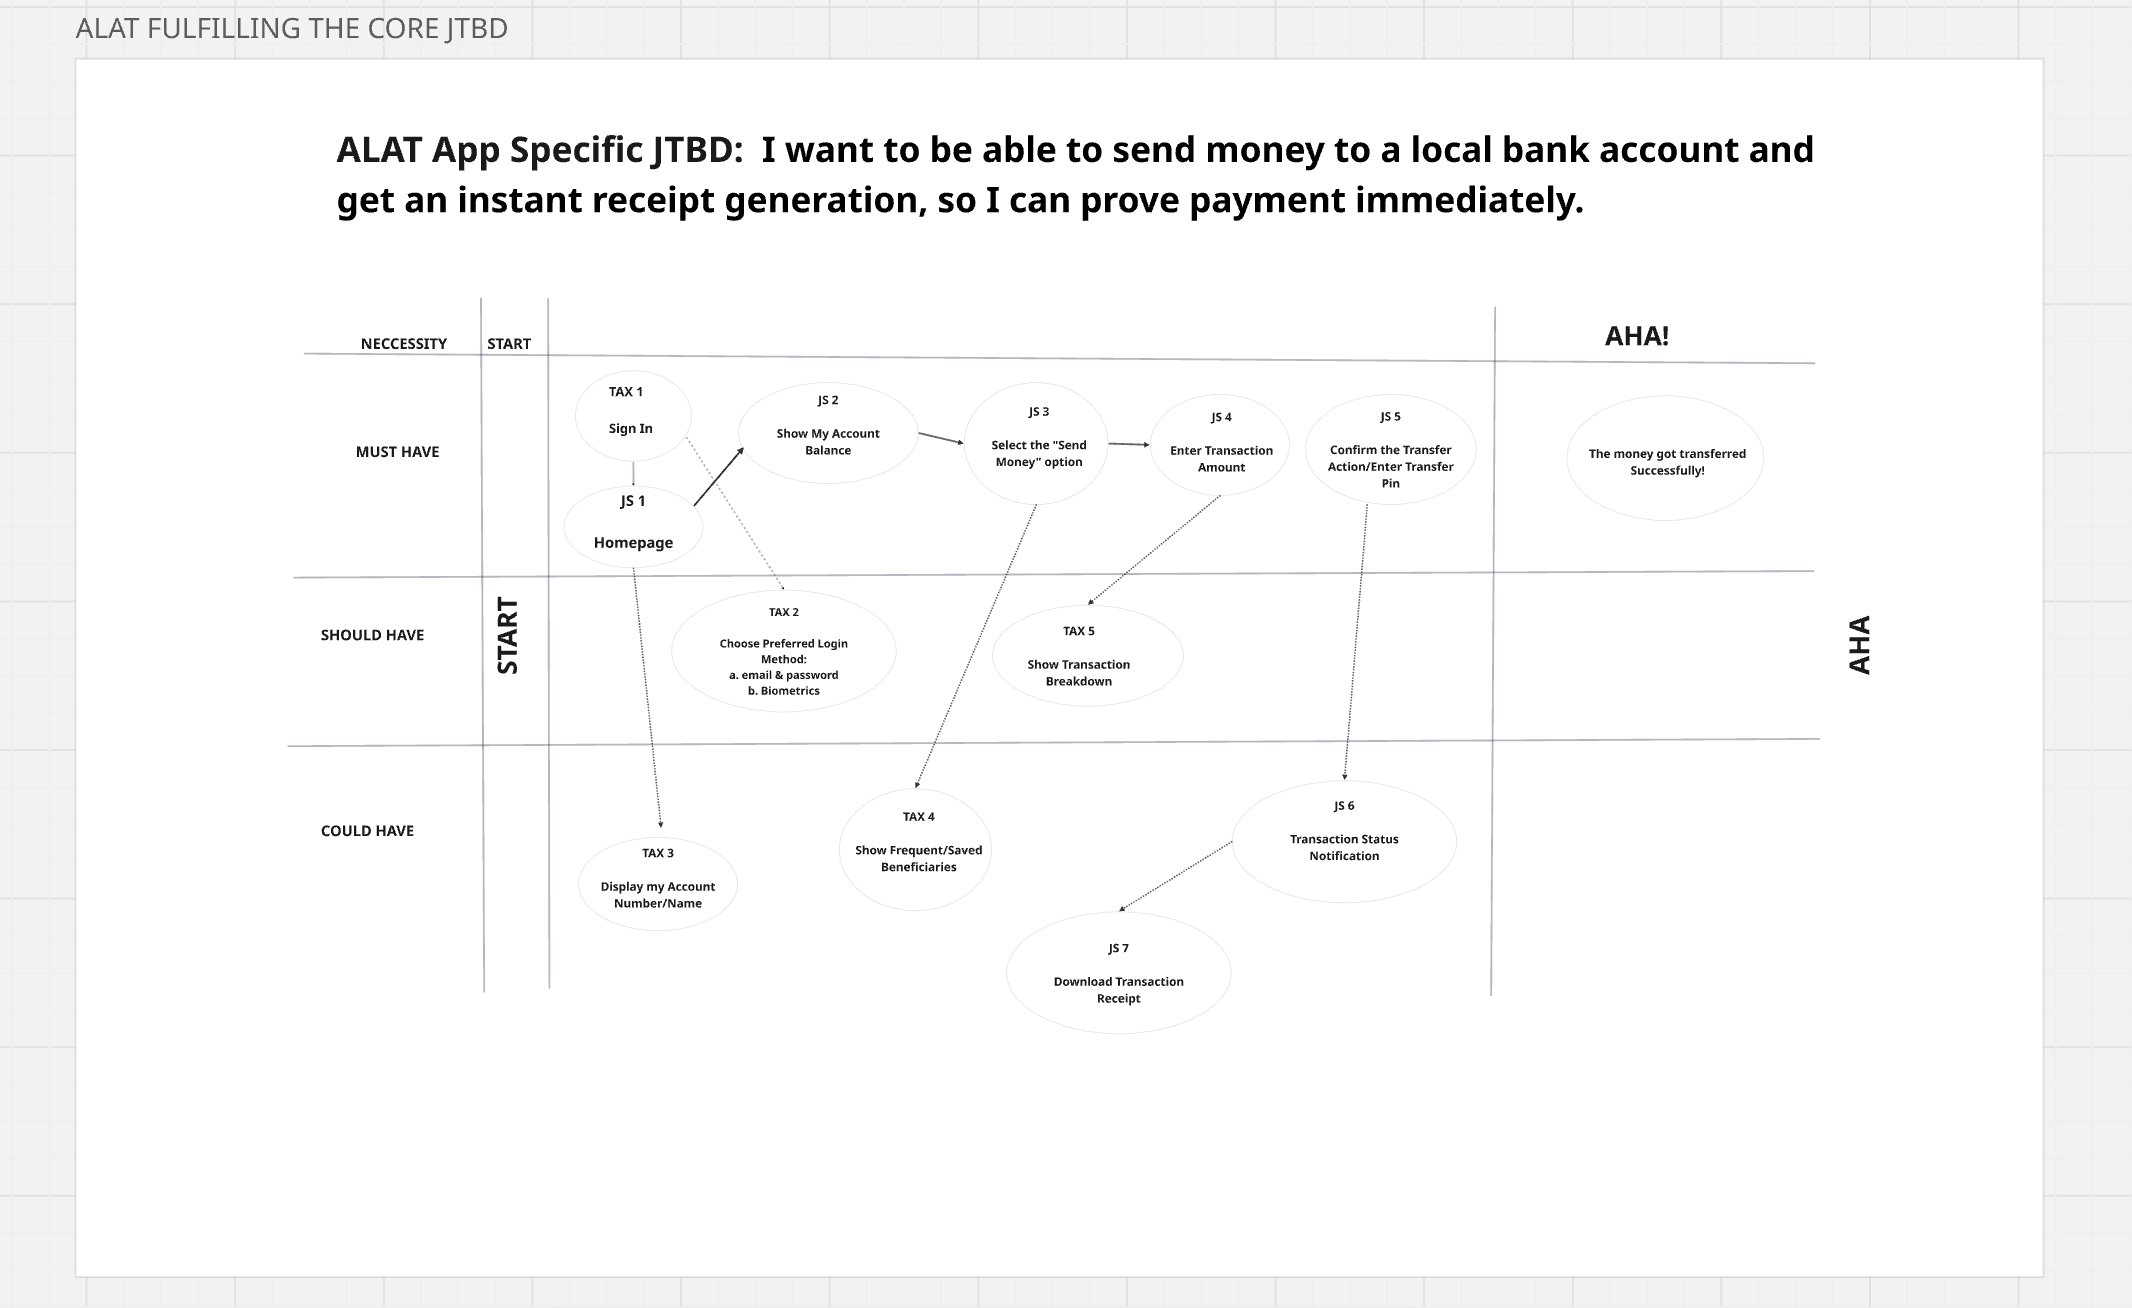 ALAT FULFILLING THE CORE JTBD
ALAT App Specific JTBD:  I want to be able to send money to a local bank account and
get an instant receipt generation, so I can prove payment immediately.
NECCESSITY
START
AHA!
MUST HAVE
TAX 1
Sign In
JS 1
Homepage
JS 2
Show My Account
Balance
JS 3
Select the "Send
Money" option
JS 4
Enter Transaction
Amount
JS 5
Confirm the Transfer
Action/Enter Transfer
Pin
The money got transferred
Successfully!
SHOULD HAVE
START
TAX 2
Choose Preferred Login
Method:
a. email & password
b. Biometrics
TAX 5
Show Transaction
Breakdown
AHA
COULD HAVE
TAX 3
Display my Account
Number/Name
TAX 4
Show Frequent/Saved
Beneficiaries
JS 6
Transaction Status
Notification
JS 7
Download Transaction
Receipt